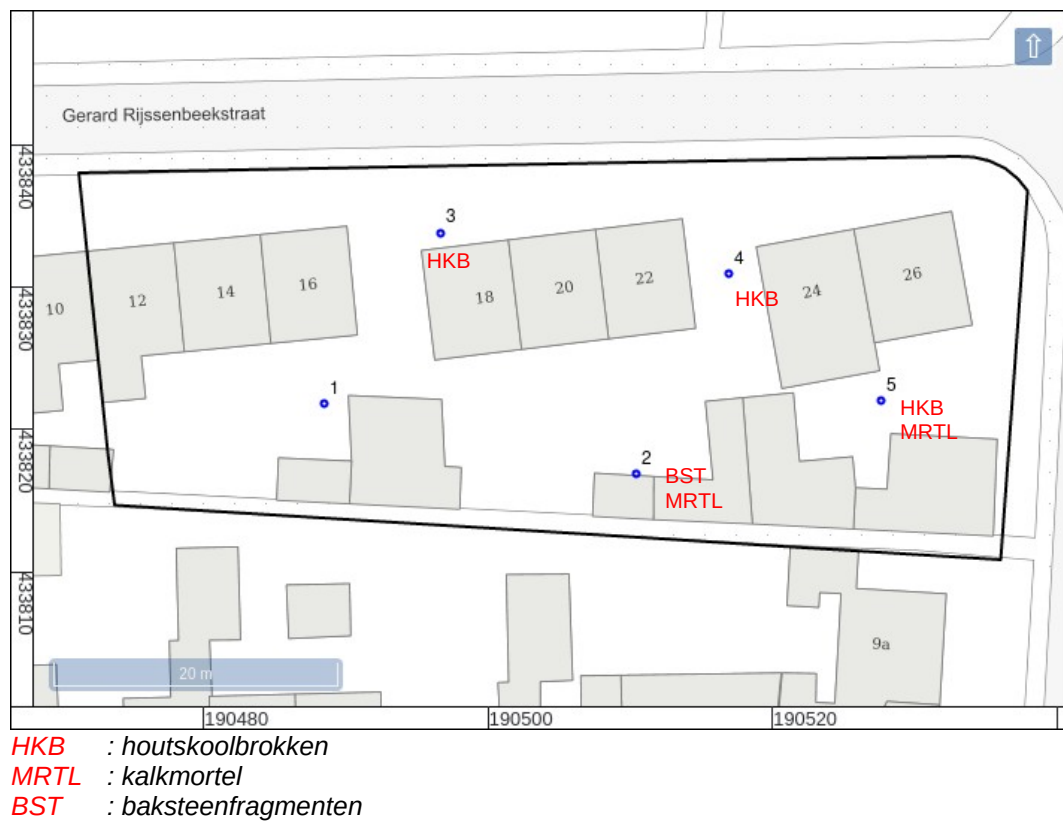 Gerard Rijssenbeekstraat
⇧
433840
3
HKB
4
HKB
10
12
14
16
18
20
22
24
26
433830
1
5
HKB
MRTL
2
BST
MRTL
433820
433810
9a
20 m
190480
190500
190520
HKB : houtskoolbrokken
MRTL : kalkmortel
BST : baksteenfragmenten